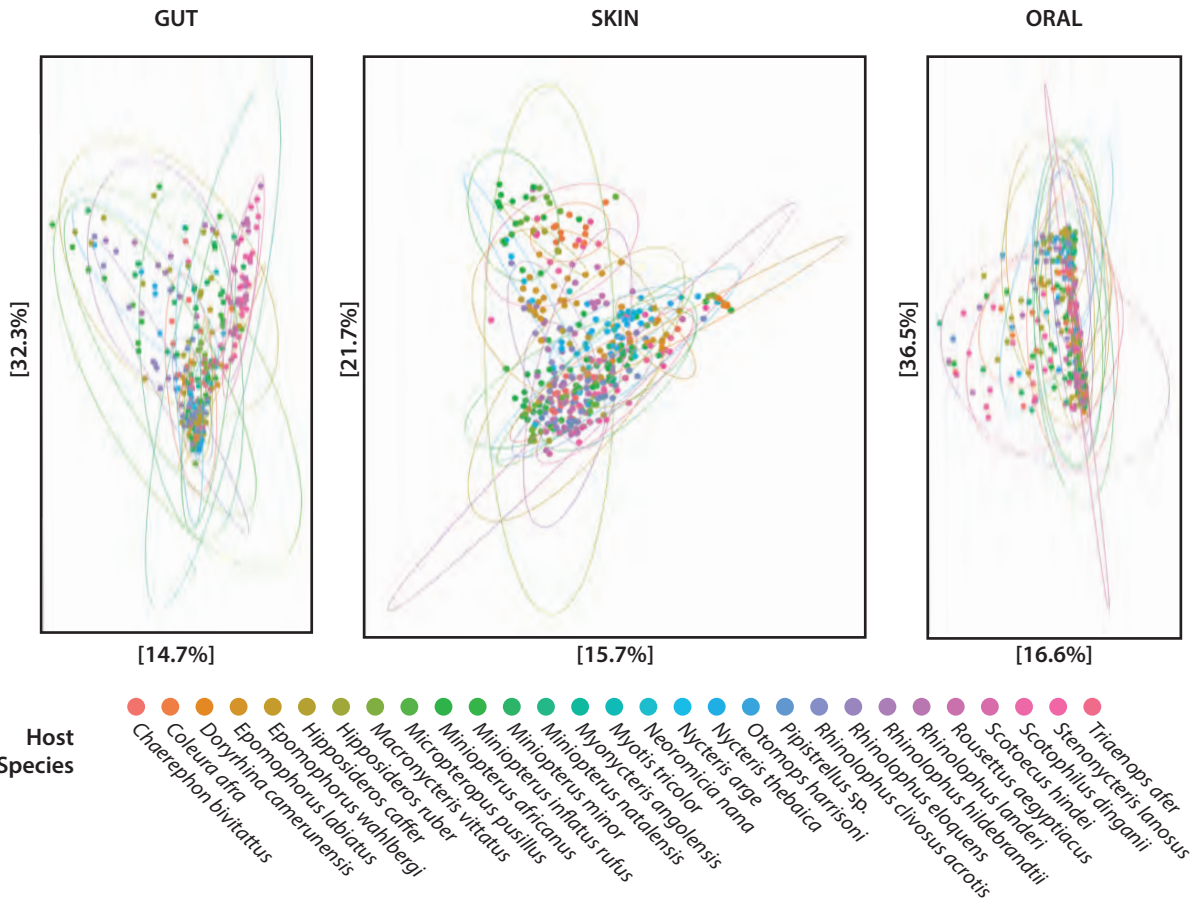 GUT
SKIN
ORAL
[32.3%]
[21.7%]
[36.5%]
[14.7%]
[15.7%]
[16.6%]
Host
Species
Chaerephon bivittatus
Coleura afra
Doryrhina camerunensis
Epomophorus labiatus
Epomophorus wahlbergi
Hipposideros caffer
Hipposideros ruber
Macronycteris vittatus
Micropteropus pusillus
Miniopterus africanus
Miniopterus inflatus rufus
Miniopterus minor
Miniopterus natalensis
Myonycteris angolensis
Myotis tricolor
Neoromicia nana
Nycteris arge
Nycteris thebaica
Otomops harrisoni
Pipistrellus sp.
Rhinolophus clivosus acrotis
Rhinolophus eloquens
Rhinolophus hildebrandtii
Rhinolophus landeri
Rousettus aegyptiacus
Scotoecus hindei
Scotophilus dinganii
Stenonycteris lanosus
Triaenops afer